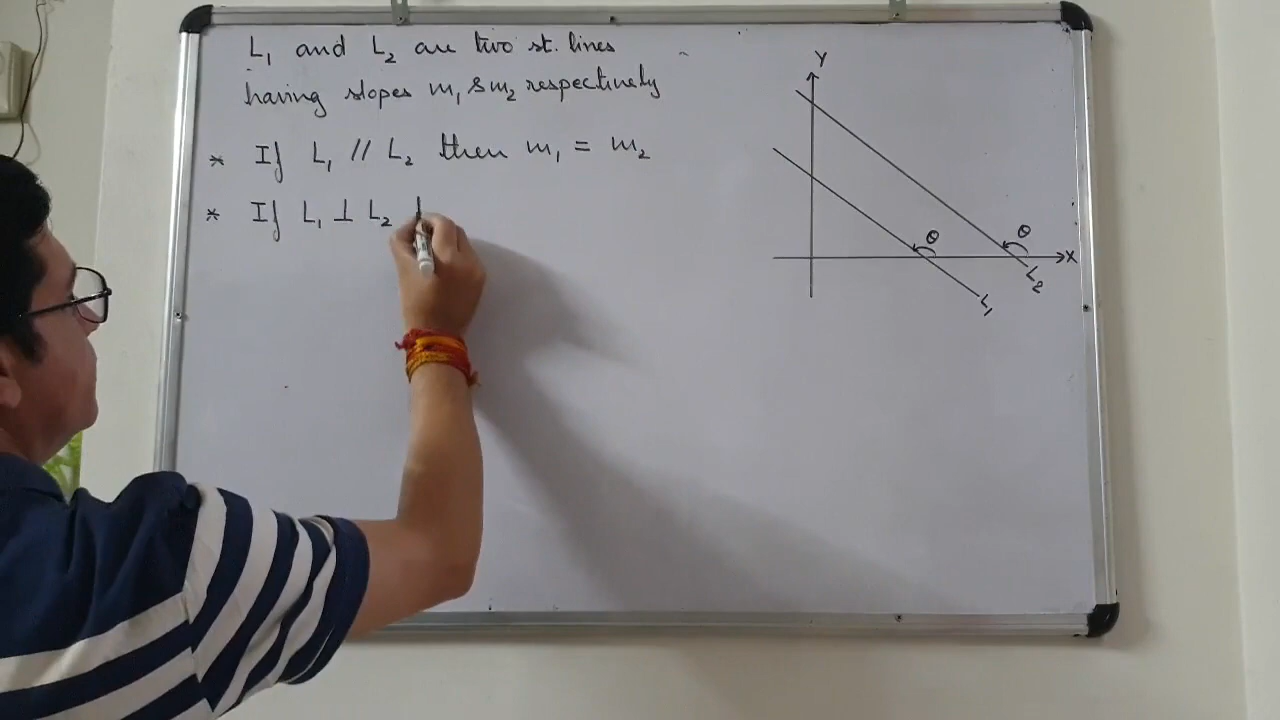 L₁ and L₂ are two st. lines
having slopes m₁ & m₂ respectively
* If L₁ // L₂ then m₁ = m₂
* If L₁ ⊥ L₂
Y
θ
θ
X
L₂
L₁